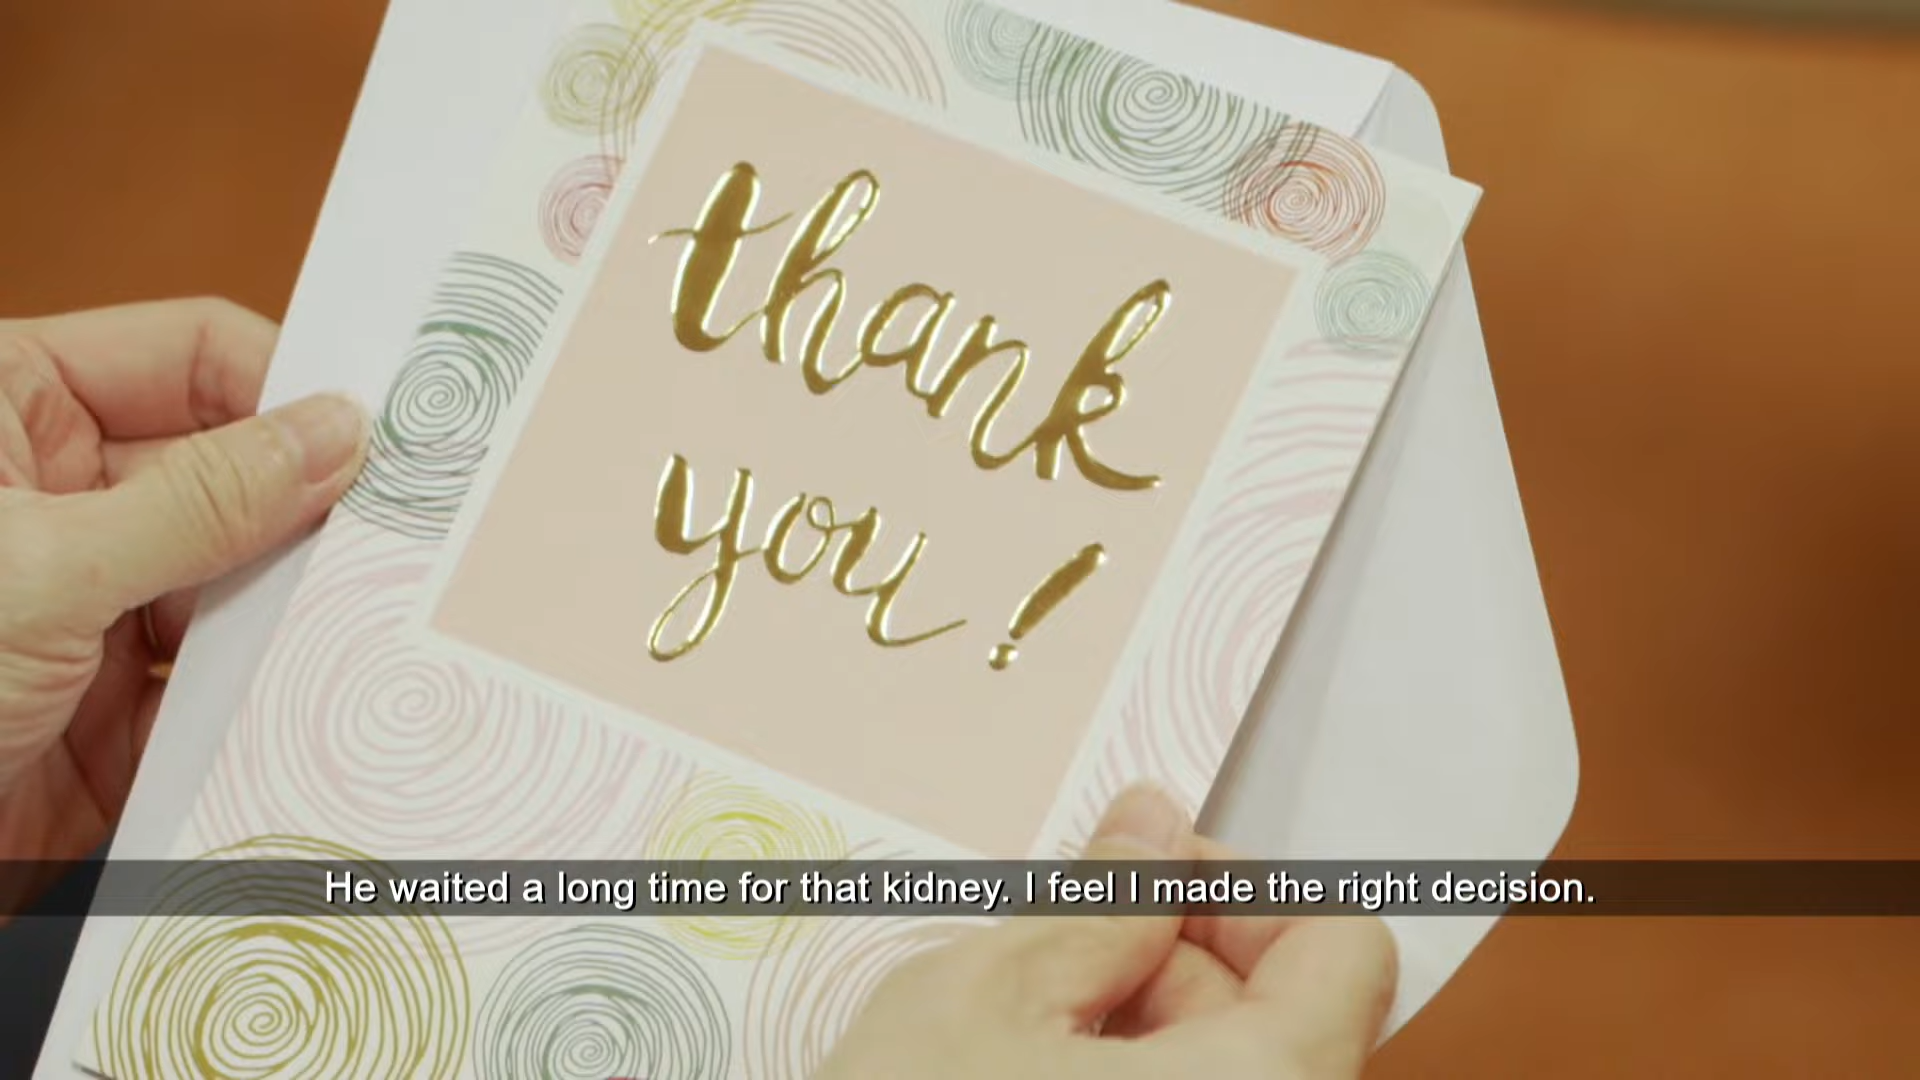 thank
you!
He waited a long time for that kidney. I feel I made the right decision.